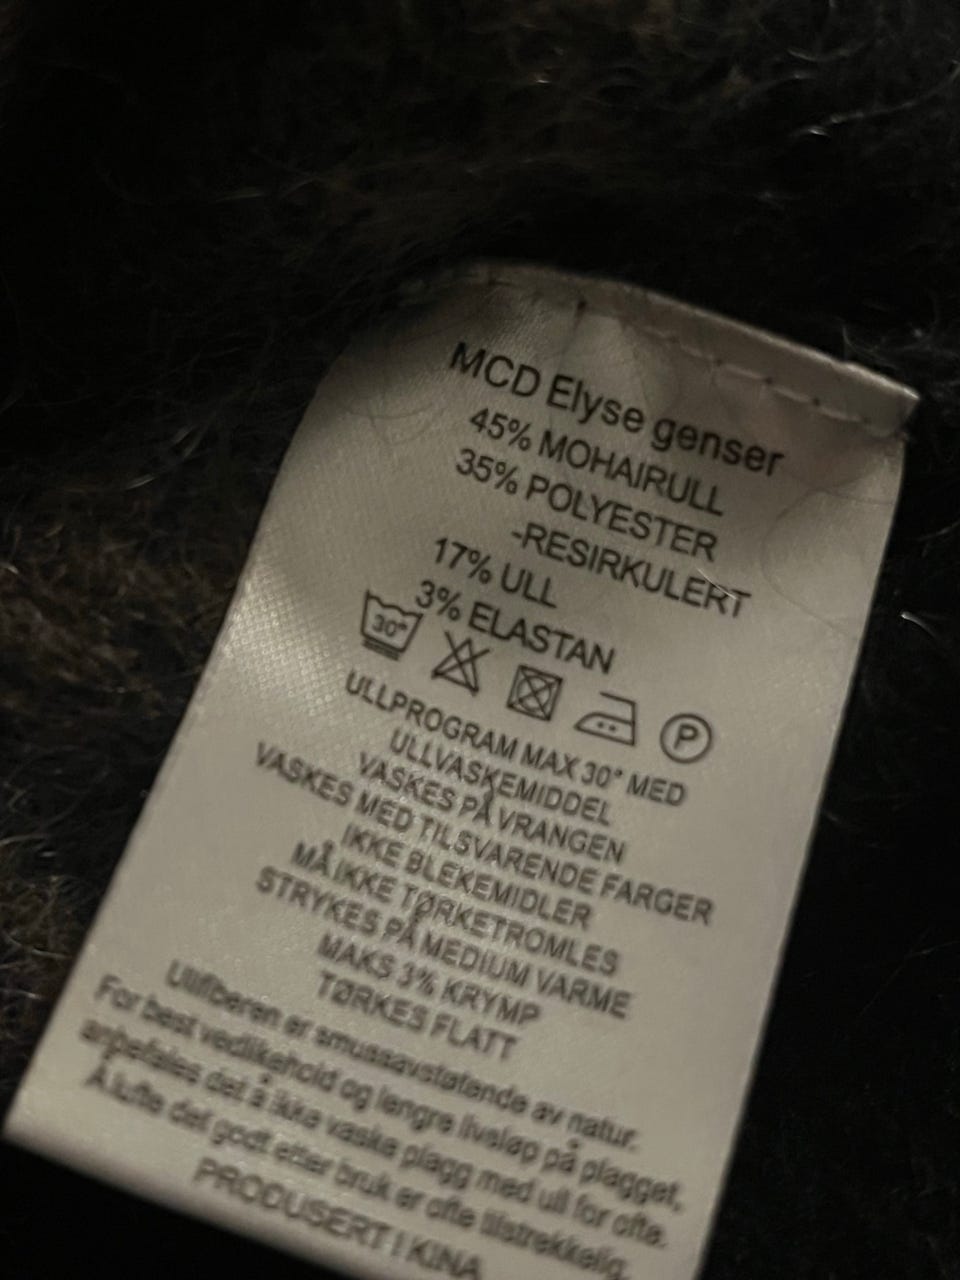 MCD Elyse genser
45% MOHAIRULL
35% POLYESTER
-RESIRKULERT
17% ULL
3% ELASTAN
30°
P
ULLPROGRAM MAX 30° MED
ULLVASKEMIDDEL
VASKES PÅ VRANGEN
VASKES MED TILSVARENDE FARGER
IKKE BLEKEMIDLER
MÅ IKKE TØRKETROMLES
STRYKES PÅ MEDIUM VARME
MAKS 3% KRYMP
TØRKES FLATT
Ullfiberen er smussavstøtende av natur.
For best vedlikehold og lengre livsløp på plagget,
anbefales det å ikke vaske plagg med ull for ofte.
Å lufte det godt etter bruk er ofte tilstrekkelig.
PRODUSERT I KINA